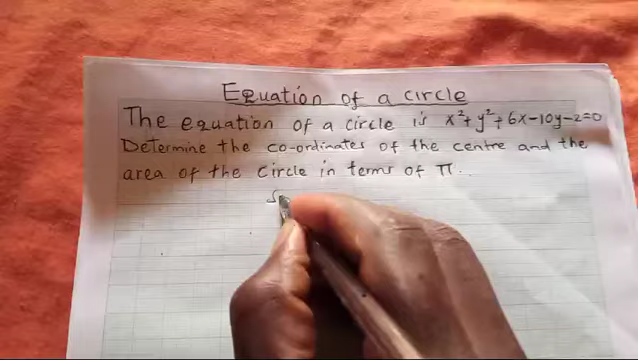 Equation of a circle
The equation of a circle is x²+y²+6x-10y-2=0
Determine the co-ordinates of the centre and the
area of the circle in terms of π..